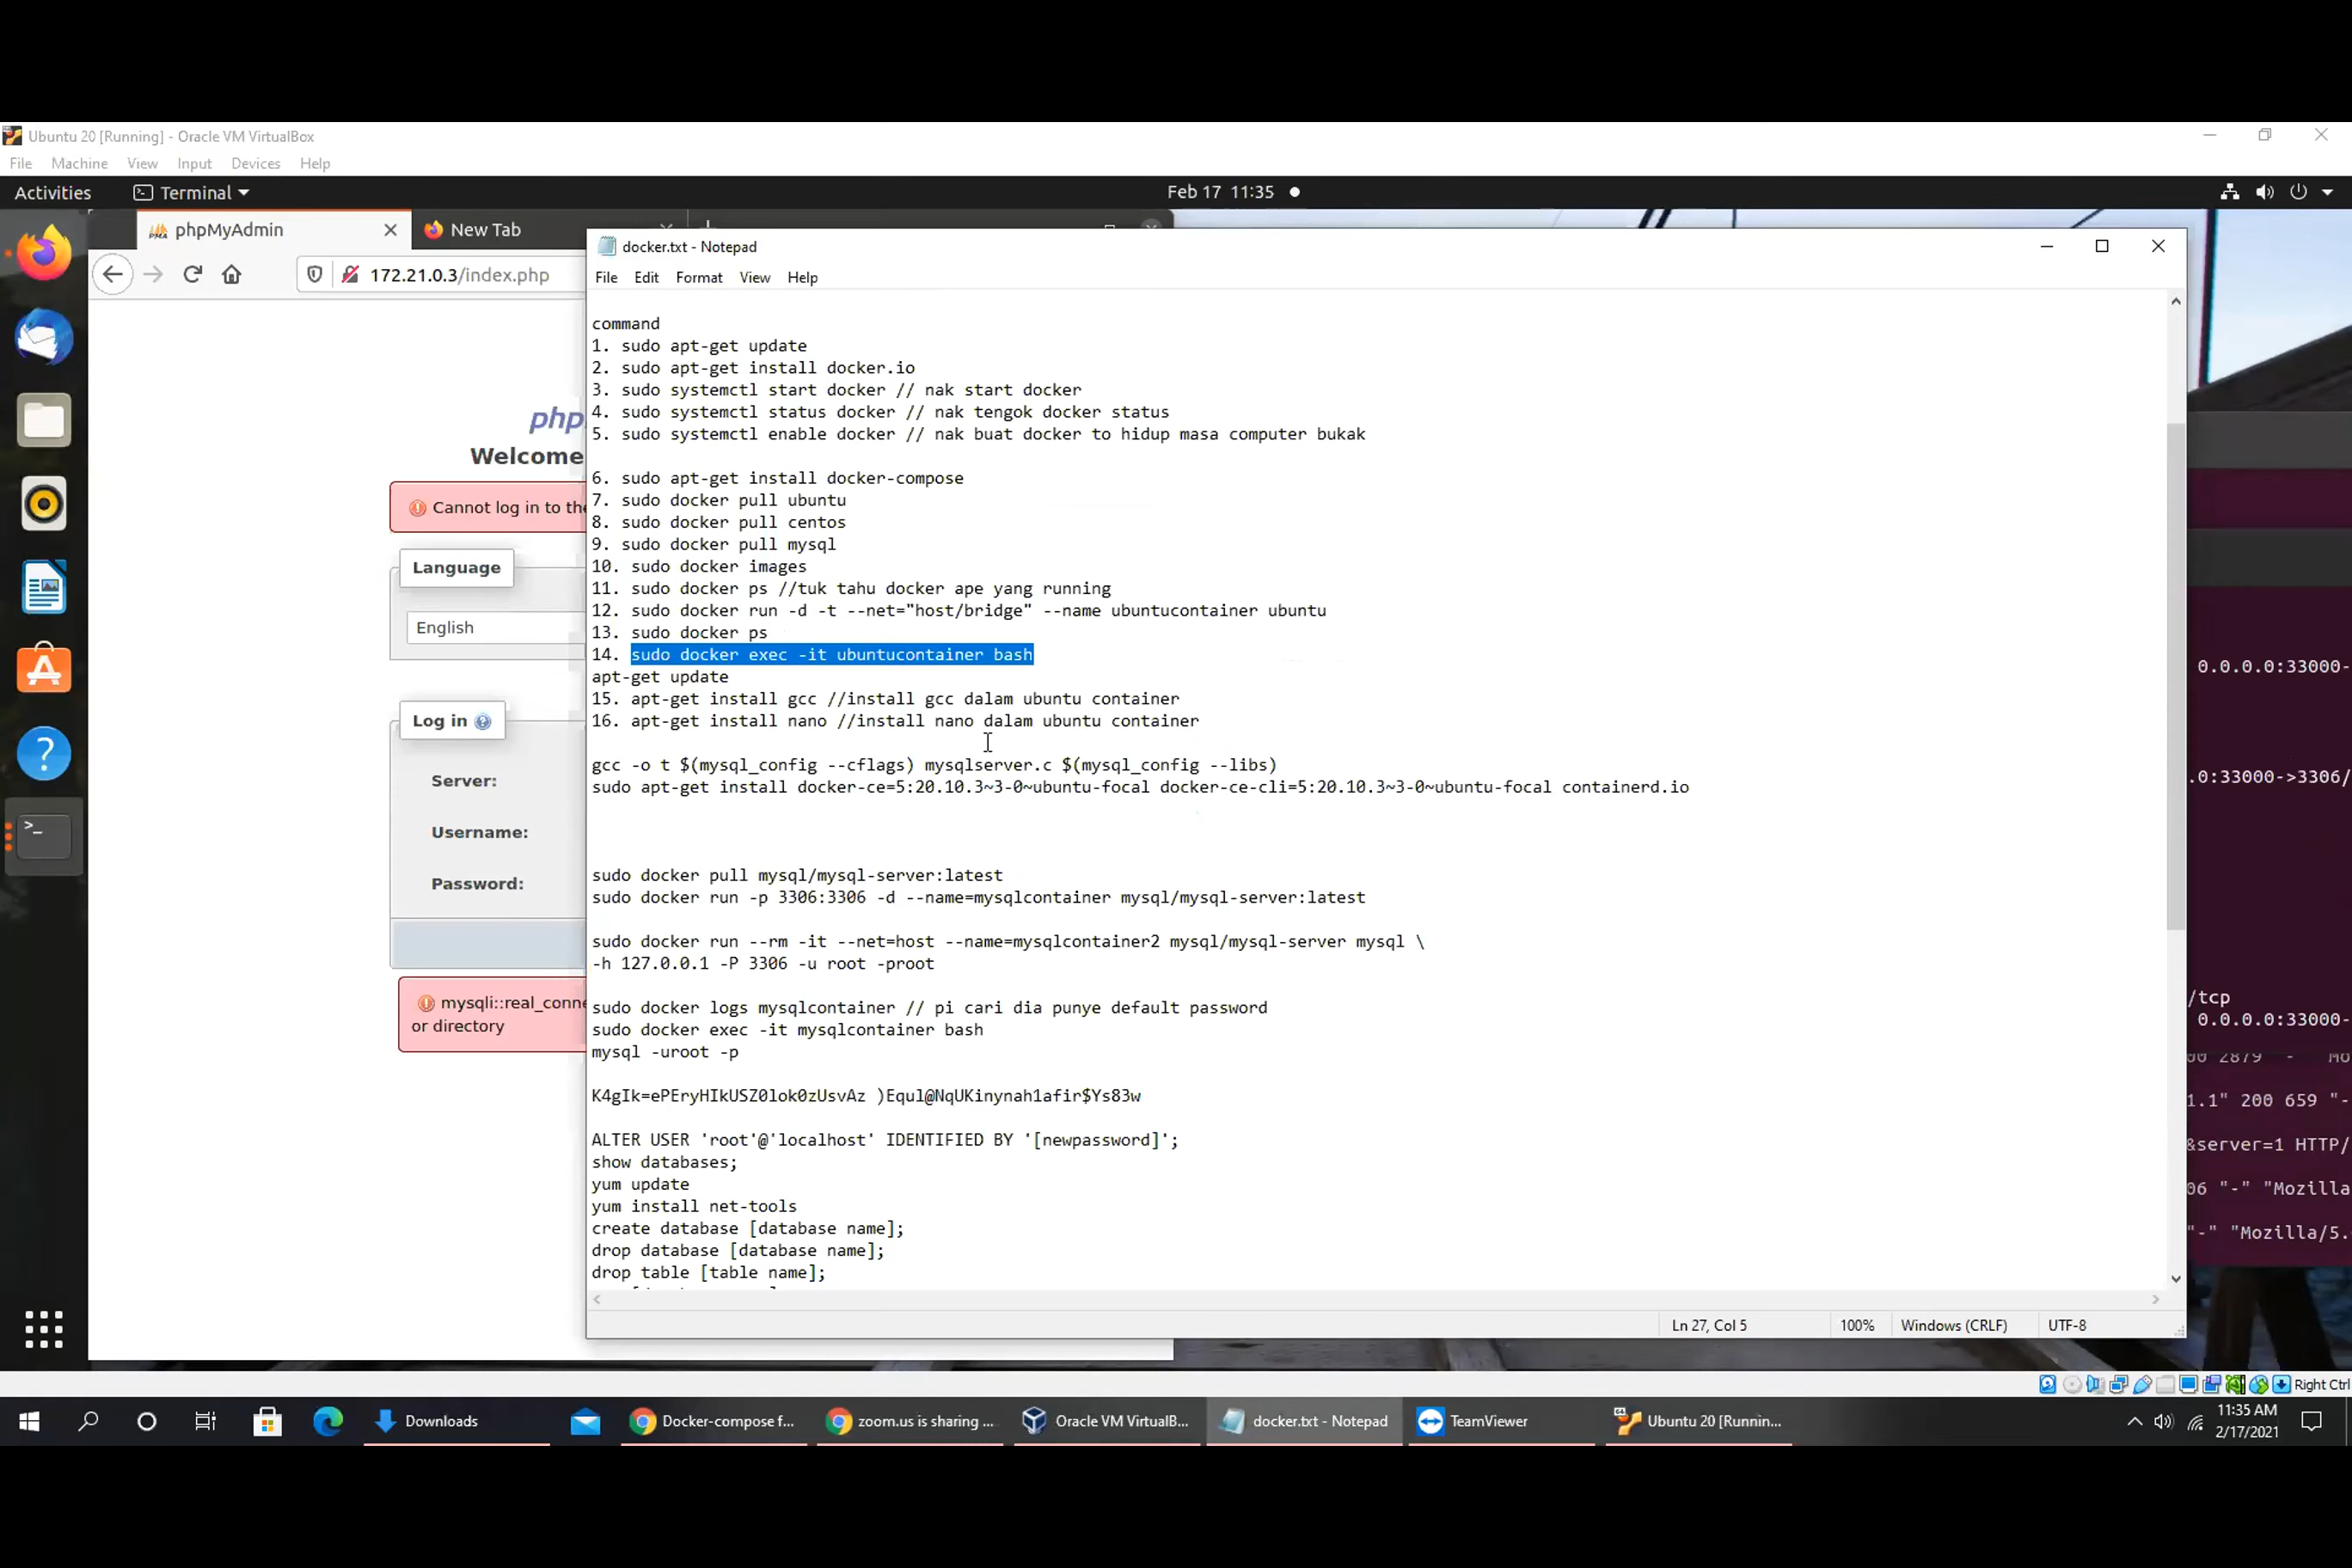 Ubuntu 20 [Running] - Oracle VM VirtualBox
File Machine View Input Devices Help
Activities Terminal Feb 17 11:35
phpMyAdmin New Tab
172.21.0.3/index.php
php
Welcome
Cannot log in to the
Language
English
Log in
Server:
Username:
Password:
mysqli::real_conne
or directory
docker.txt - Notepad
File Edit Format View Help
command
1. sudo apt-get update
2. sudo apt-get install docker.io
3. sudo systemctl start docker // nak start docker
4. sudo systemctl status docker // nak tengok docker status
5. sudo systemctl enable docker // nak buat docker to hidup masa computer bukak
6. sudo apt-get install docker-compose
7. sudo docker pull ubuntu
8. sudo docker pull centos
9. sudo docker pull mysql
10. sudo docker images
11. sudo docker ps //tuk tahu docker ape yang running
12. sudo docker run -d -t --net="host/bridge" --name ubuntucontainer ubuntu
13. sudo docker ps
14. sudo docker exec -it ubuntucontainer bash
apt-get update
15. apt-get install gcc //install gcc dalam ubuntu container
16. apt-get install nano //install nano dalam ubuntu container
gcc -o t $(mysql_config --cflags) mysqlserver.c $(mysql_config --libs)
sudo apt-get install docker-ce=5:20.10.3~3-0~ubuntu-focal docker-ce-cli=5:20.10.3~3-0~ubuntu-focal containerd.io
sudo docker pull mysql/mysql-server:latest
sudo docker run -p 3306:3306 -d --name=mysqlcontainer mysql/mysql-server:latest
sudo docker run --rm -it --net=host --name=mysqlcontainer2 mysql/mysql-server mysql \
-h 127.0.0.1 -P 3306 -u root -proot
sudo docker logs mysqlcontainer // pi cari dia punye default password
sudo docker exec -it mysqlcontainer bash
mysql -uroot -p
K4gIk=ePEryHIkUSZ0lok0zUsvAz )Equl@NqUKinynah1afir$Ys83w
ALTER USER 'root'@'localhost' IDENTIFIED BY '[newpassword]';
show databases;
yum update
yum install net-tools
create database [database name];
drop database [database name];
drop table [table name];
Ln 27, Col 5 100% Windows (CRLF) UTF-8
0.0.0.0:33000-
.0:33000->3306/
/tcp
0.0.0.0:33000-
00 2879 - Mo
1.1" 200 659 "-
&server=1 HTTP/
06 "-" "Mozilla
"-" "Mozilla/5.
Right Ctrl
Downloads Docker-compose f... zoom.us is sharing ... Oracle VM VirtualB... docker.txt - Notepad TeamViewer Ubuntu 20 [Runnin...
11:35 AM
2/17/2021